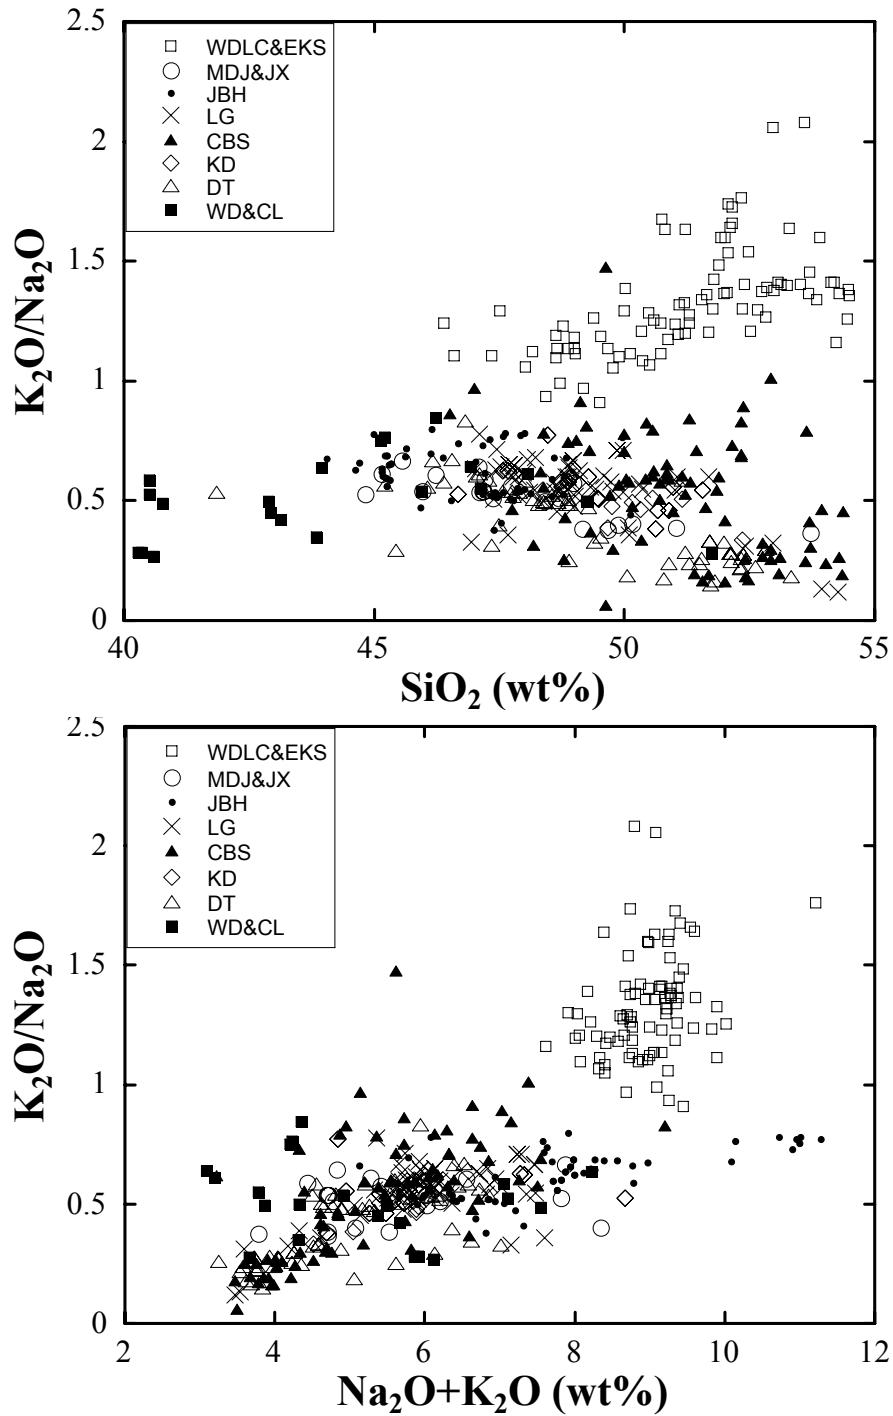 2.5
WDLC&EKS
MDJ&JX
JBH
LG
CBS
KD
DT
WD&CL
2
1.5
1
0.5
0
K₂O/Na₂O
40 45 50 55
SiO₂ (wt%)
2.5
WDLC&EKS
MDJ&JX
JBH
LG
CBS
KD
DT
WD&CL
2
1.5
1
0.5
0
K₂O/Na₂O
2 4 6 8 10 12
Na₂O+K₂O (wt%)